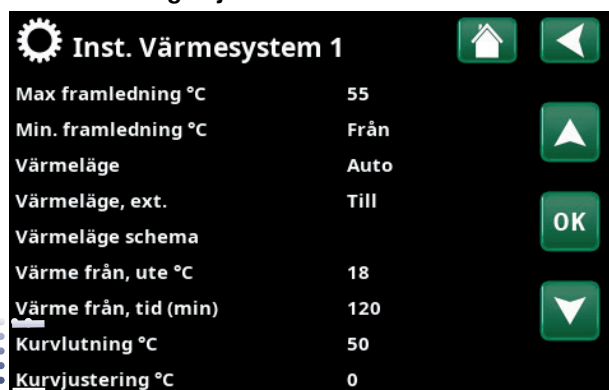 Inst. Värmesystem 1
Max framledning °C 55
Min. framledning °C Från
Värmeläge Auto
Värmeläge, ext. Till
OK
Värmeläge schema
Värme från, ute °C 18
Värme från, tid (min) 120
Kurvlutning °C 50
Kurvjustering °C 0